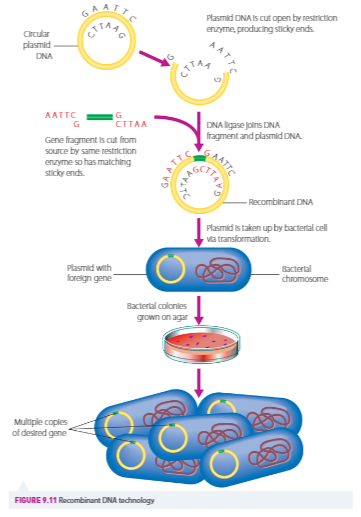 GAATTC
CTTAAG
Circular
plasmid
DNA
Plasmid DNA is cut open by restriction
enzyme, producing sticky ends.
G
AATTC
CTTAA
G
AATTC
G
G
CTTAA
Gene fragment is cut from
source by same restriction
enzyme so has matching
sticky ends.
DNA ligase joins DNA
fragment and plasmid DNA.
GAATTC
GAATTC
CTTAAG
CTTAAG
Recombinant DNA
Plasmid is taken up by bacterial cell
via transformation.
Plasmid with
foreign gene
Bacterial
chromosome
Bacterial colonies
grown on agar
Multiple copies
of desired gene
FIGURE 9.11 Recombinant DNA technology